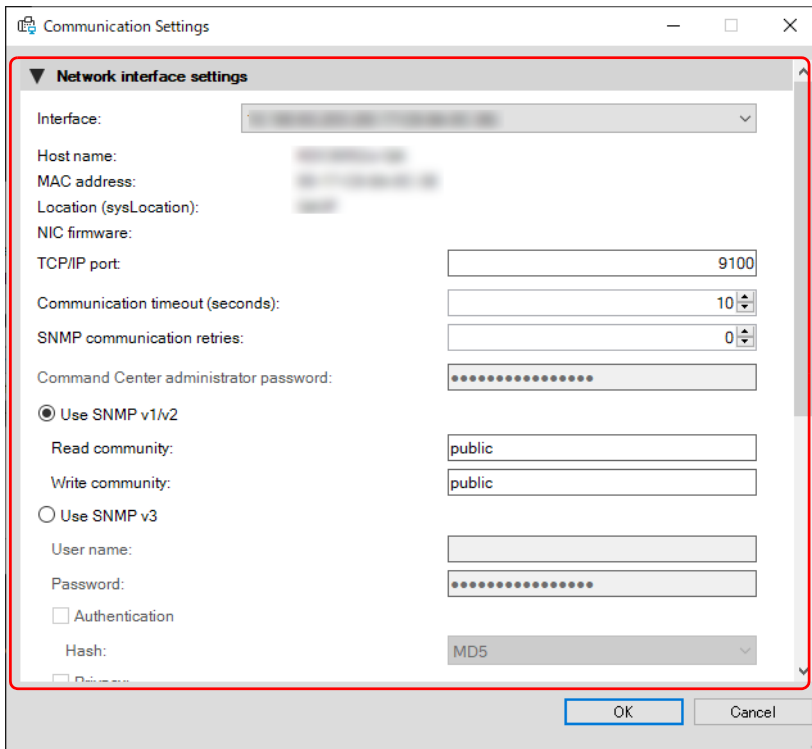 Communication Settings
Network interface settings
Interface:
Host name:
MAC address:
Location (sysLocation):
NIC firmware:
TCP/IP port: 9100
Communication timeout (seconds): 10
SNMP communication retries: 0
Command Center administrator password: ●●●●●●●●●●●●●●●●
Use SNMP v1/v2
Read community: public
Write community: public
Use SNMP v3
User name:
Password: ●●●●●●●●●●●●●●●●
Authentication
Hash: MD5
OK Cancel